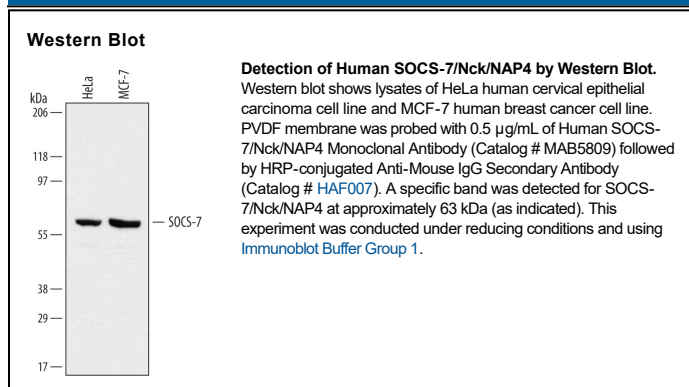 Western Blot
HeLa
MCF-7
kDa
206
118
97
55
38
29
17
SOCS-7
Detection of Human SOCS-7/Nck/NAP4 by Western Blot.
Western blot shows lysates of HeLa human cervical epithelial
carcinoma cell line and MCF-7 human breast cancer cell line.
PVDF membrane was probed with 0.5 µg/mL of Human SOCS-
7/Nck/NAP4 Monoclonal Antibody (Catalog # MAB5809) followed
by HRP-conjugated Anti-Mouse IgG Secondary Antibody
(Catalog # HAF007). A specific band was detected for SOCS-
7/Nck/NAP4 at approximately 63 kDa (as indicated). This
experiment was conducted under reducing conditions and using
Immunoblot Buffer Group 1.